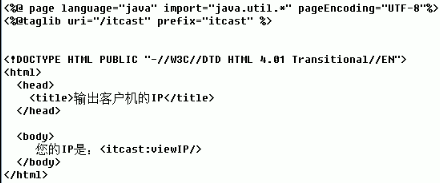 <%@ page language="java" import="java.util.*" pageEncoding="UTF-8"%>
<%@taglib uri="/itcast" prefix="itcast" %>
<!DOCTYPE HTML PUBLIC "-//W3C//DTD HTML 4.01 Transitional//EN">
<html>
<head>
<title>输出客户机的IP</title>
</head>
<body>
您的IP是：<itcast:viewIP/>
</body>
</html>